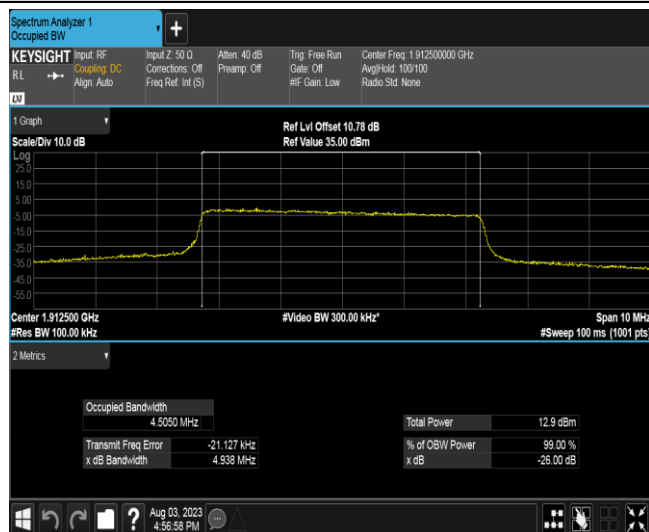 Spectrum Analyzer 1
Occupied BW
KEYSIGHT Input: RF Input Z: 50 Ω Atten: 40 dB Trig: Free Run Center Freq: 1.912500000 GHz
RL Coupling: DC Corrections: Off Preamp: Off Gate: Off Avg|Hold: 100/100
Align: Auto Freq Ref: Int (S) #IF Gain: Low Radio Std: None
LXI
1 Graph Ref Lvl Offset 10.78 dB
Scale/Div 10.0 dB Ref Value 35.00 dBm
Log
25.0
15.0
5.00
-5.00
-15.0
-25.0
-35.0
-45.0
-55.0
Center 1.912500 GHz #Video BW 300.00 kHz* Span 10 MHz
#Res BW 100.00 kHz #Sweep 100 ms (1001 pts)
2 Metrics
Occupied Bandwidth
4.5050 MHz Total Power 12.9 dBm
Transmit Freq Error -21.127 kHz % of OBW Power 99.00 %
x dB Bandwidth 4.938 MHz x dB -26.00 dB
Aug 03, 2023
4:56:58 PM